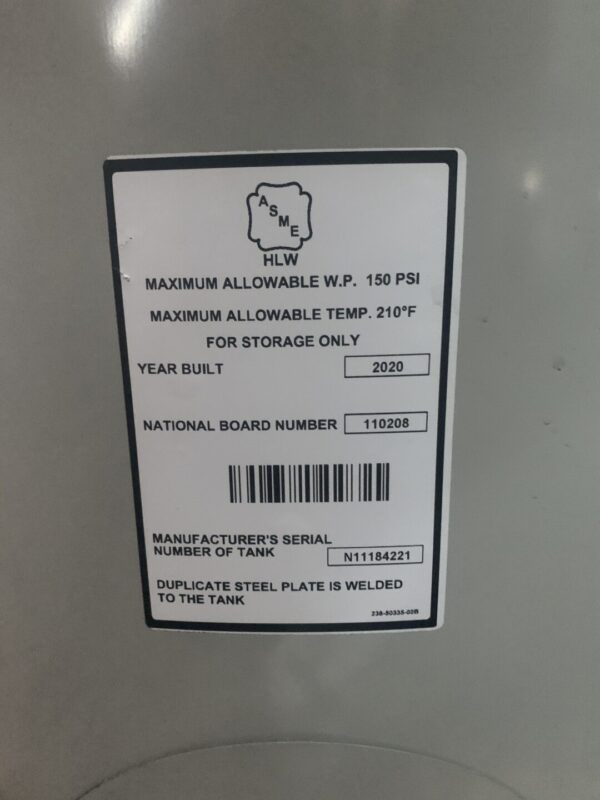 ASME
HLW
MAXIMUM ALLOWABLE W.P. 150 PSI
MAXIMUM ALLOWABLE TEMP. 210°F
FOR STORAGE ONLY
YEAR BUILT 2020
NATIONAL BOARD NUMBER 110208
MANUFACTURER'S SERIAL
NUMBER OF TANK N11184221
DUPLICATE STEEL PLATE IS WELDED
TO THE TANK